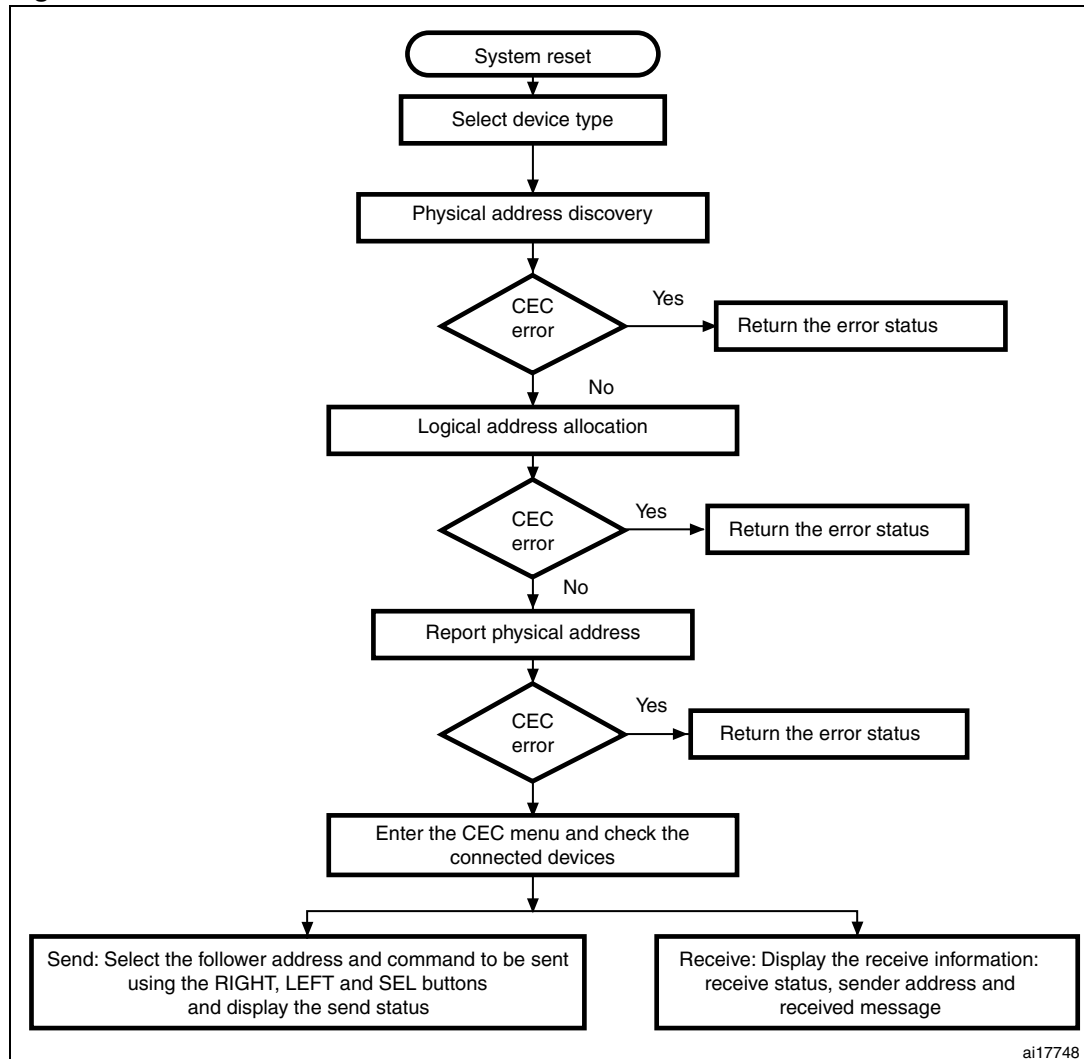 System reset
Select device type
Physical address discovery
CEC
error
Yes
Return the error status
No
Logical address allocation
CEC
error
Yes
Return the error status
No
Report physical address
CEC
error
Yes
Return the error status
Enter the CEC menu and check the
connected devices
Send: Select the follower address and command to be sent
using the RIGHT, LEFT and SEL buttons
and display the send status
Receive: Display the receive information:
receive status, sender address and
received message
ai17748